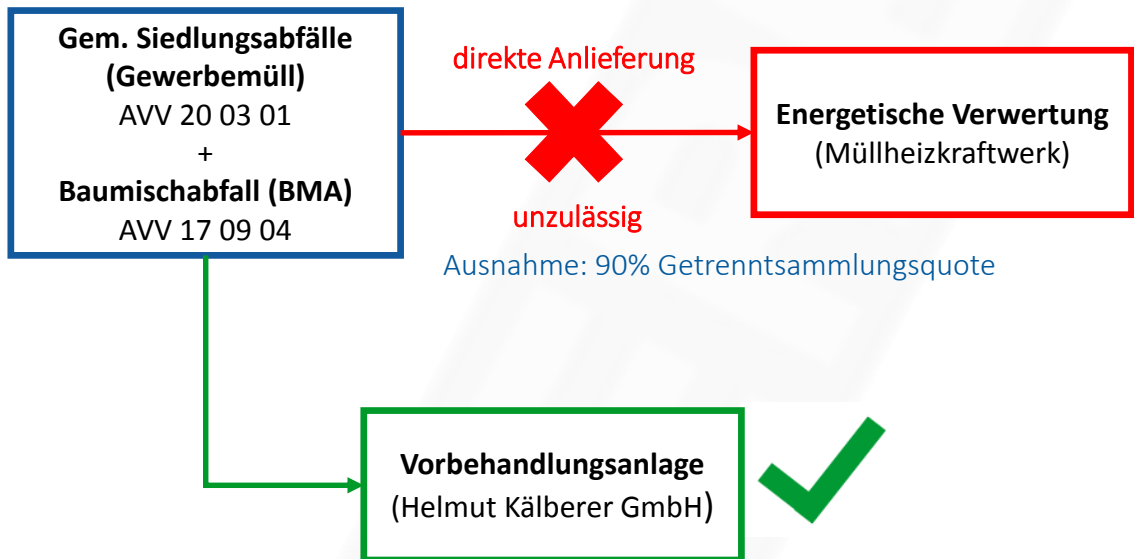 Gem. Siedlungsabfälle
(Gewerbemüll)
AVV 20 03 01
+
Baumischabfall (BMA)
AVV 17 09 04
direkte Anlieferung
unzulässig
Ausnahme: 90% Getrenntsammlungsquote
Energetische Verwertung
(Müllheizkraftwerk)
Vorbehandlungsanlage
(Helmut Kälberer GmbH)